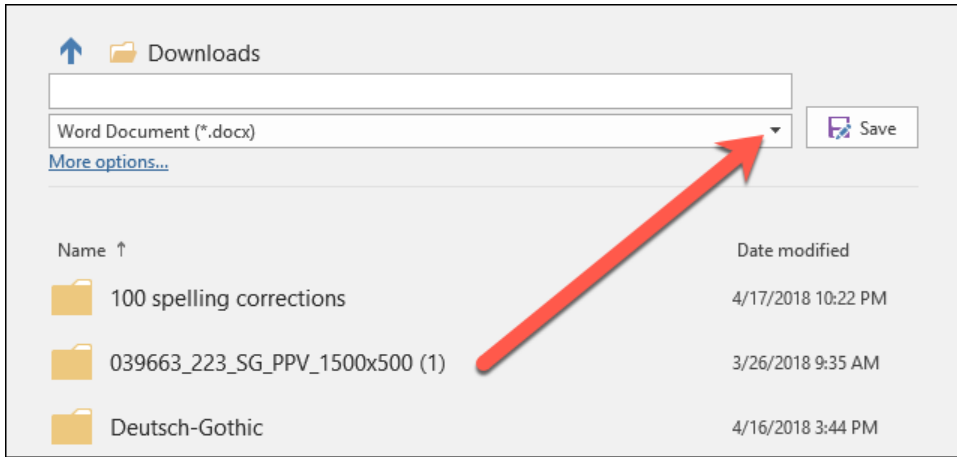 Downloads
Word Document (*.docx)
Save
More options...
Name ↑ Date modified
100 spelling corrections 4/17/2018 10:22 PM
039663_223_SG_PPV_1500x500 (1) 3/26/2018 9:35 AM
Deutsch-Gothic 4/16/2018 3:44 PM